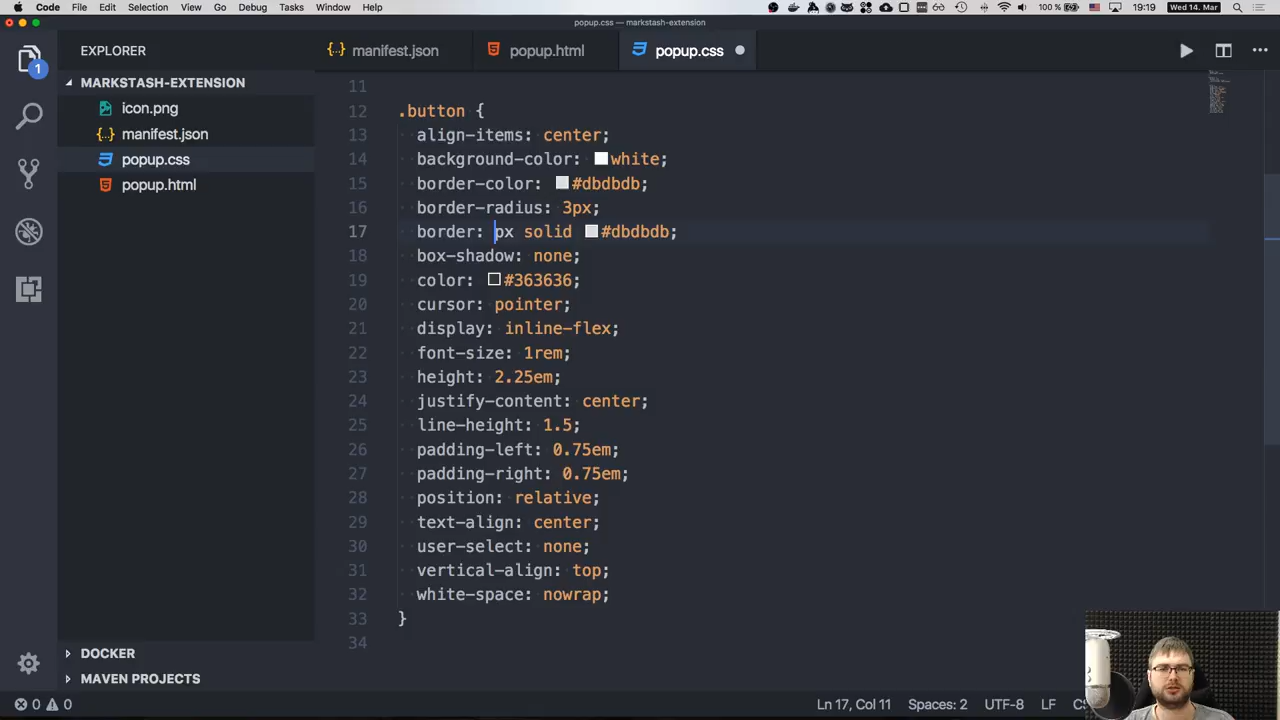 Code File Edit Selection View Go Debug Tasks Window Help 100 % 19:19 Wed 14. Mar
popup.css — markstash-extension
EXPLORER
manifest.json popup.html popup.css
1
MARKSTASH-EXTENSION
icon.png
manifest.json
popup.css
popup.html
DOCKER
MAVEN PROJECTS
11
12 .button {
13 align-items: center;
14 background-color: white;
15 border-color: #dbdbdb;
16 border-radius: 3px;
17 border: px solid #dbdbdb;
18 box-shadow: none;
19 color: #363636;
20 cursor: pointer;
21 display: inline-flex;
22 font-size: 1rem;
23 height: 2.25em;
24 justify-content: center;
25 line-height: 1.5;
26 padding-left: 0.75em;
27 padding-right: 0.75em;
28 position: relative;
29 text-align: center;
30 user-select: none;
31 vertical-align: top;
32 white-space: nowrap;
33 }
34
0 0 Ln 17, Col 11 Spaces: 2 UTF-8 LF